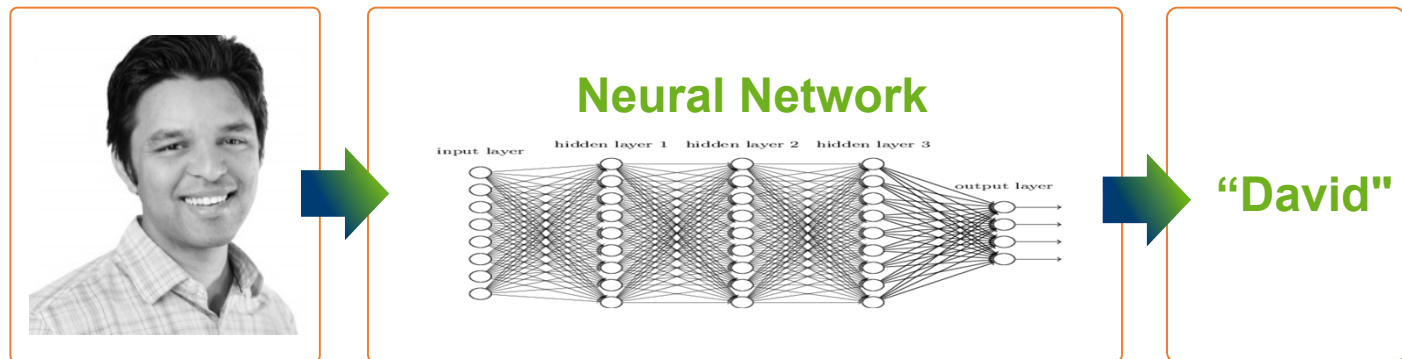 Neural Network
input layer
hidden layer 1 hidden layer 2 hidden layer 3
output layer
“David"